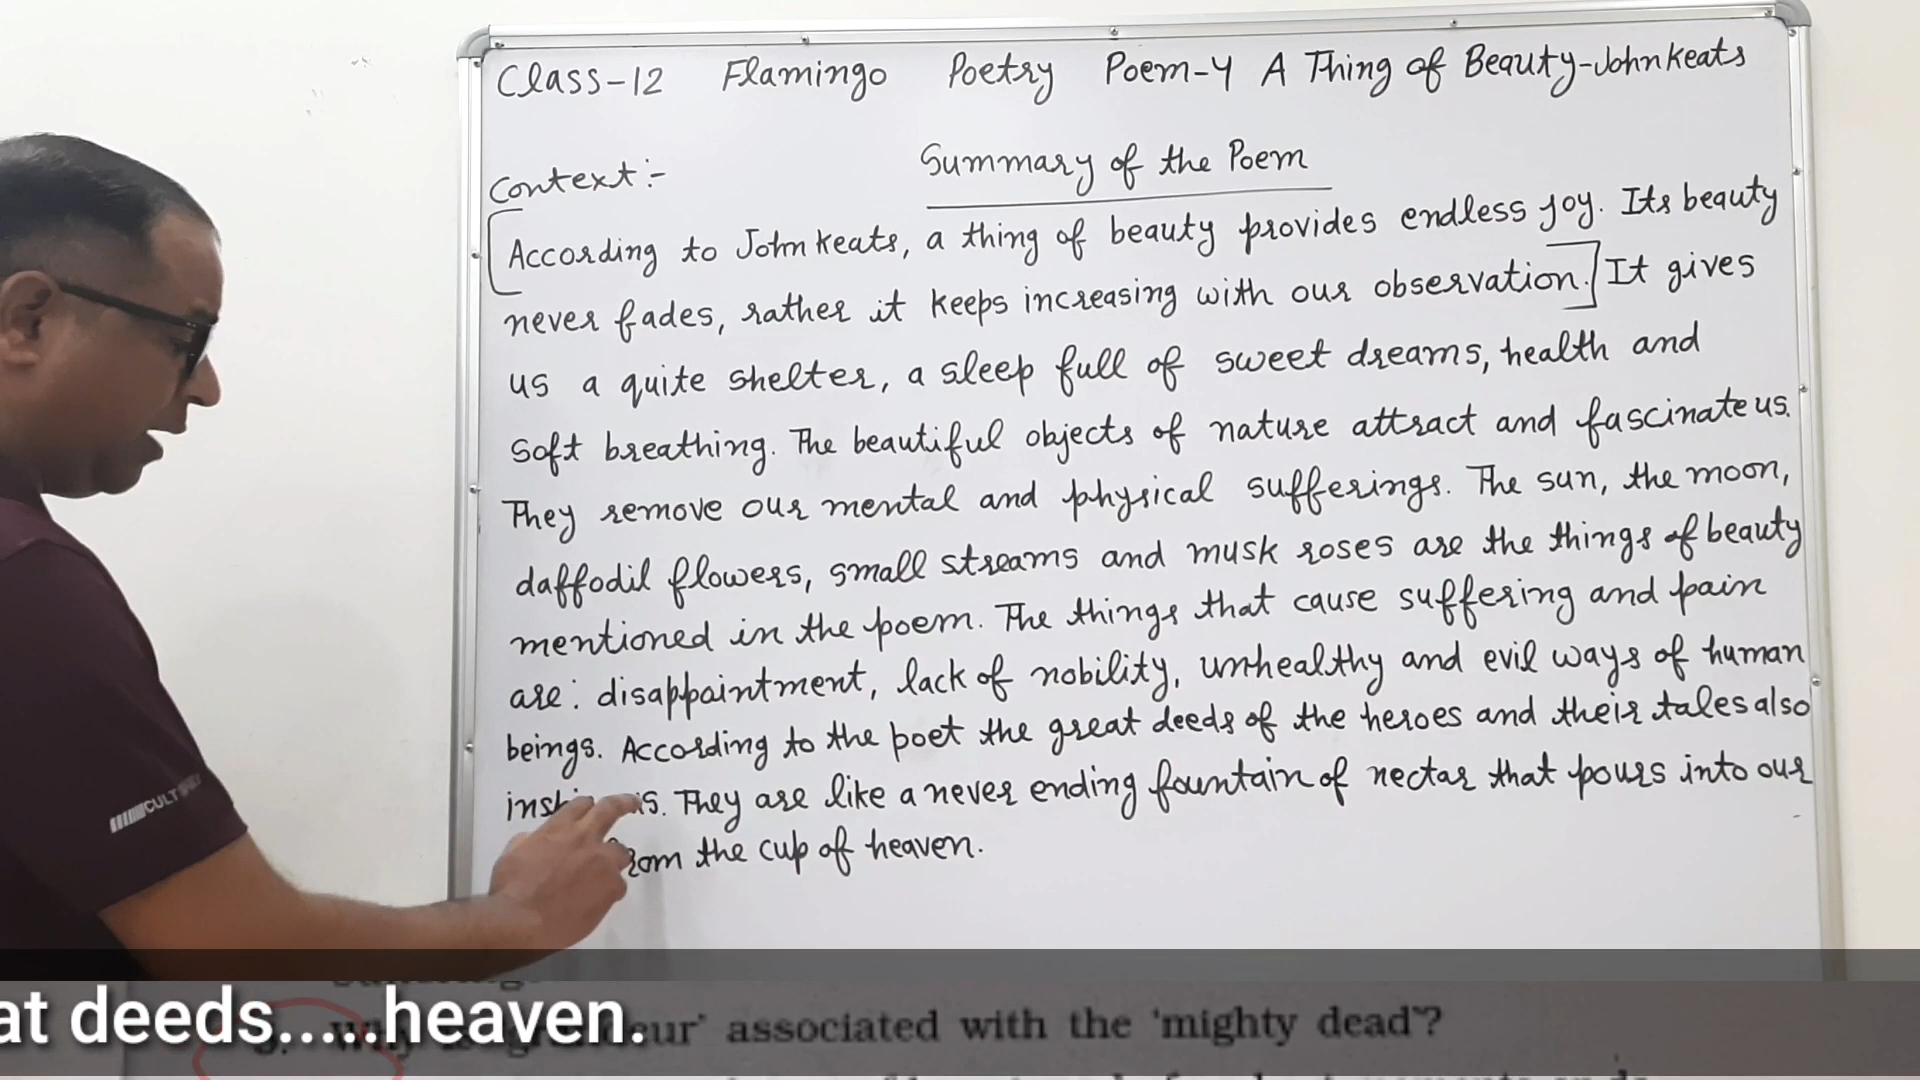 Class-12 Flamingo Poetry Poem-4 A Thing of Beauty-John Keats
Summary of the Poem
Context:-
According to John Keats, a thing of beauty provides endless joy. Its beauty
never fades, rather it keeps increasing with our observation. It gives
us a quite shelter, a sleep full of sweet dreams, health and
soft breathing. The beautiful objects of nature attract and fascinate us.
They remove our mental and physical sufferings. The sun, the moon,
daffodil flowers, small streams and musk roses are the things of beauty
mentioned in the poem. The things that cause suffering and pain
are: disappointment, lack of nobility, unhealthy and evil ways of human
beings. According to the poet the great deeds of the heroes and their tales also
They are like a never ending fountain of nectar that pours into our
the cup of heaven.
at deeds.....heaven.
associated with the 'mighty dead'?
CULT